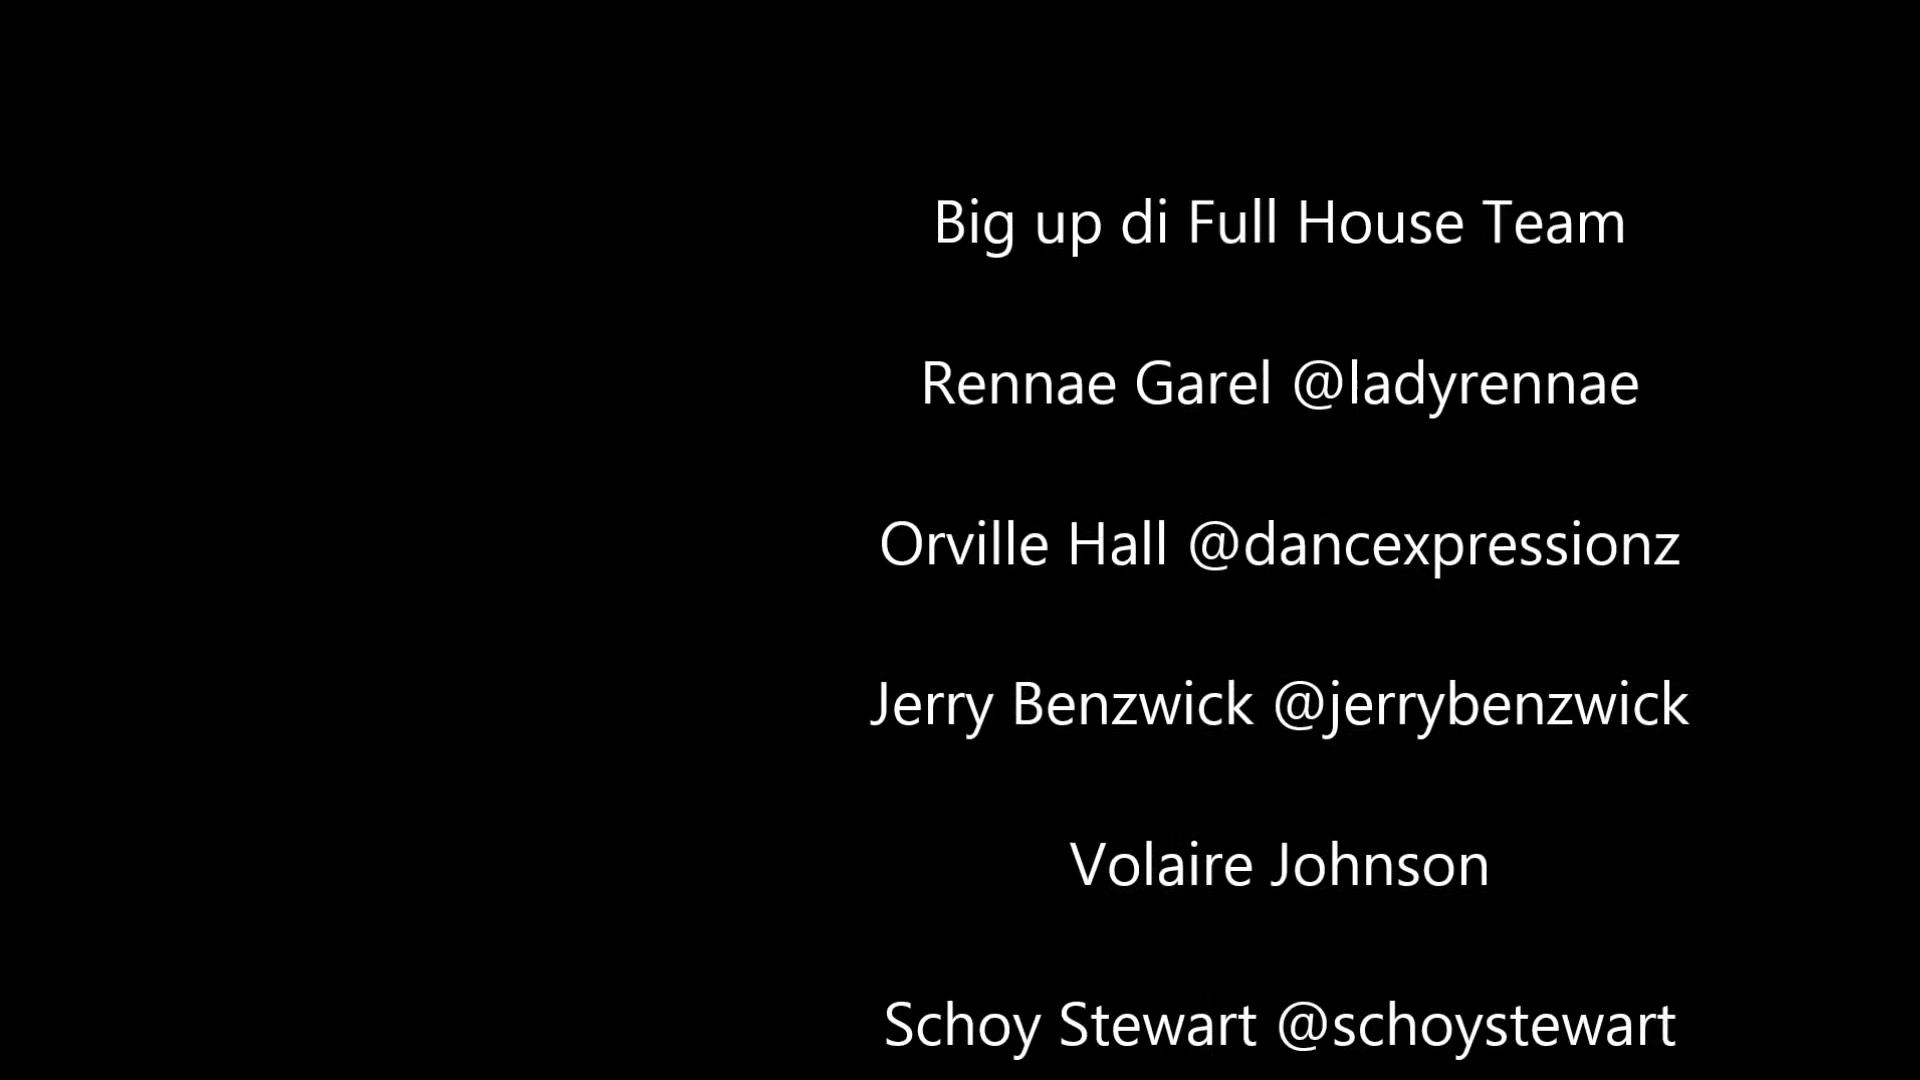 Big up di Full House Team
Rennae Garel @ladyrennae
Orville Hall @dancexpressionz
Jerry Benzwick @jerrybenzwick
Volaire Johnson
Schoy Stewart @schoystewart